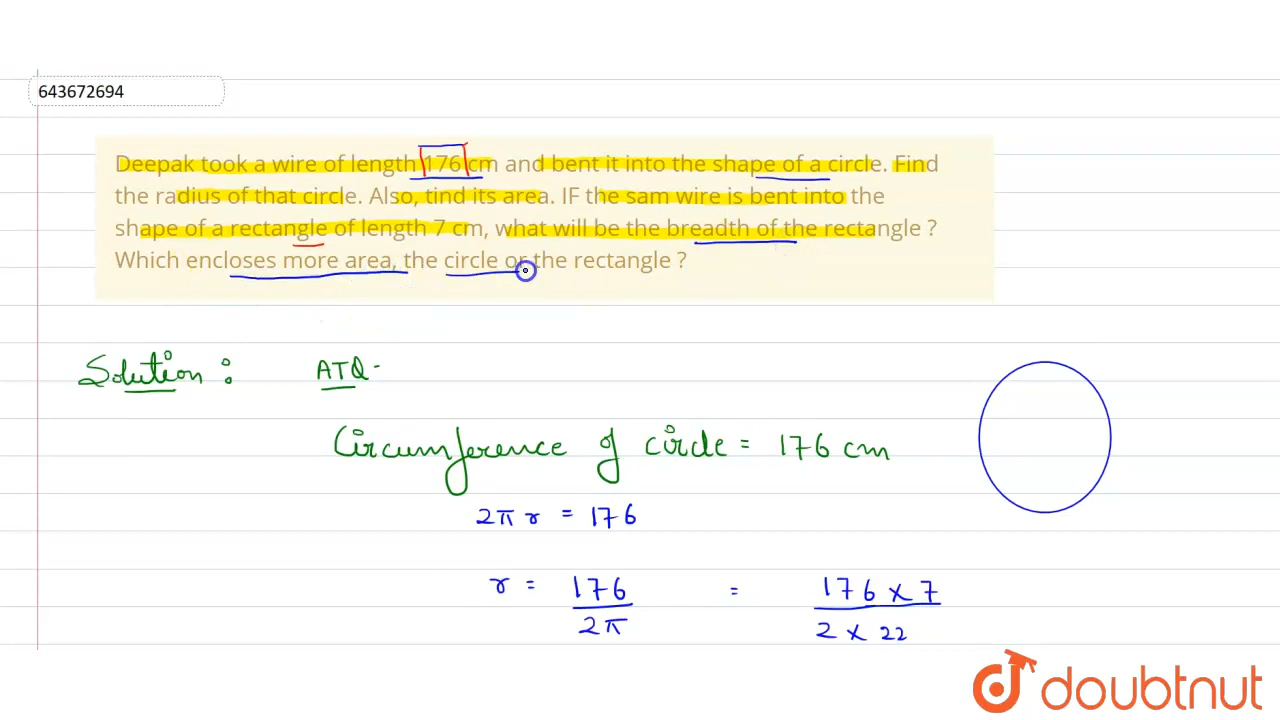 643672694
Deepak took a wire of length 176 cm and bent it into the shape of a circle. Find
the radius of that circle. Also, tind its area. IF the sam wire is bent into the
shape of a rectangle of length 7 cm, what will be the breadth of the rectangle ?
Which encloses more area, the circle or the rectangle ?
Solution : ATQ -
Circumference of circle = 176 cm
2π r = 176
r = 176 / 2π = 176 x 7 / 2 x 22
doubtnut